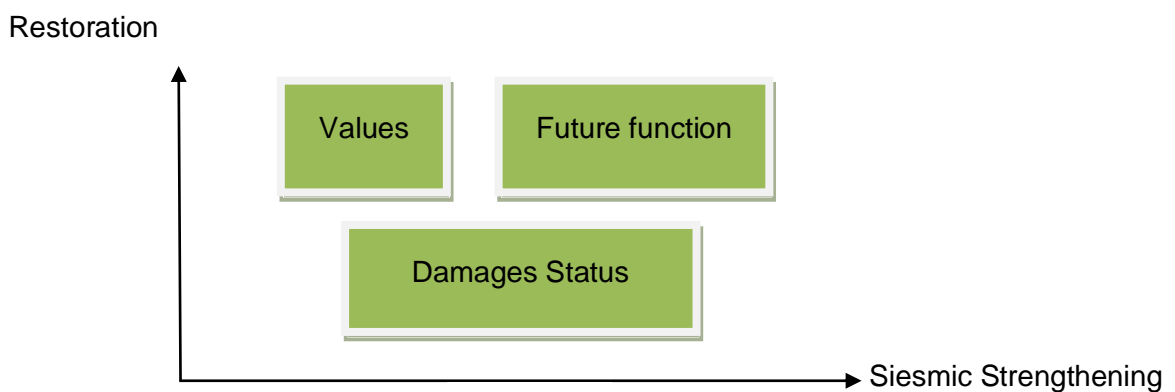 Restoration
Values
Future function
Damages Status
Siesmic Strengthening